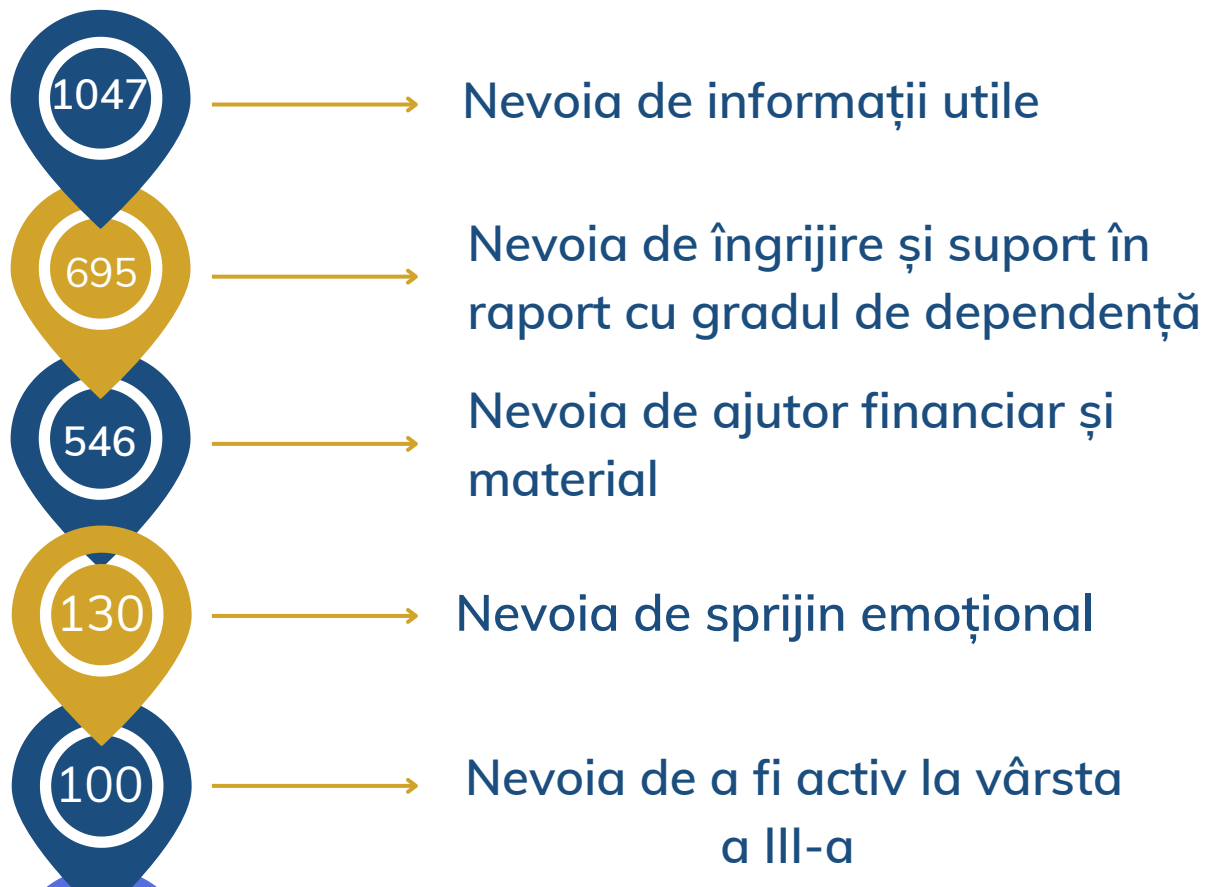 1047
Nevoia de informații utile
695
Nevoia de îngrijire și suport în
raport cu gradul de dependență
546
Nevoia de ajutor financiar și
material
130
Nevoia de sprijin emoțional
100
Nevoia de a fi activ la vârsta
a III-a